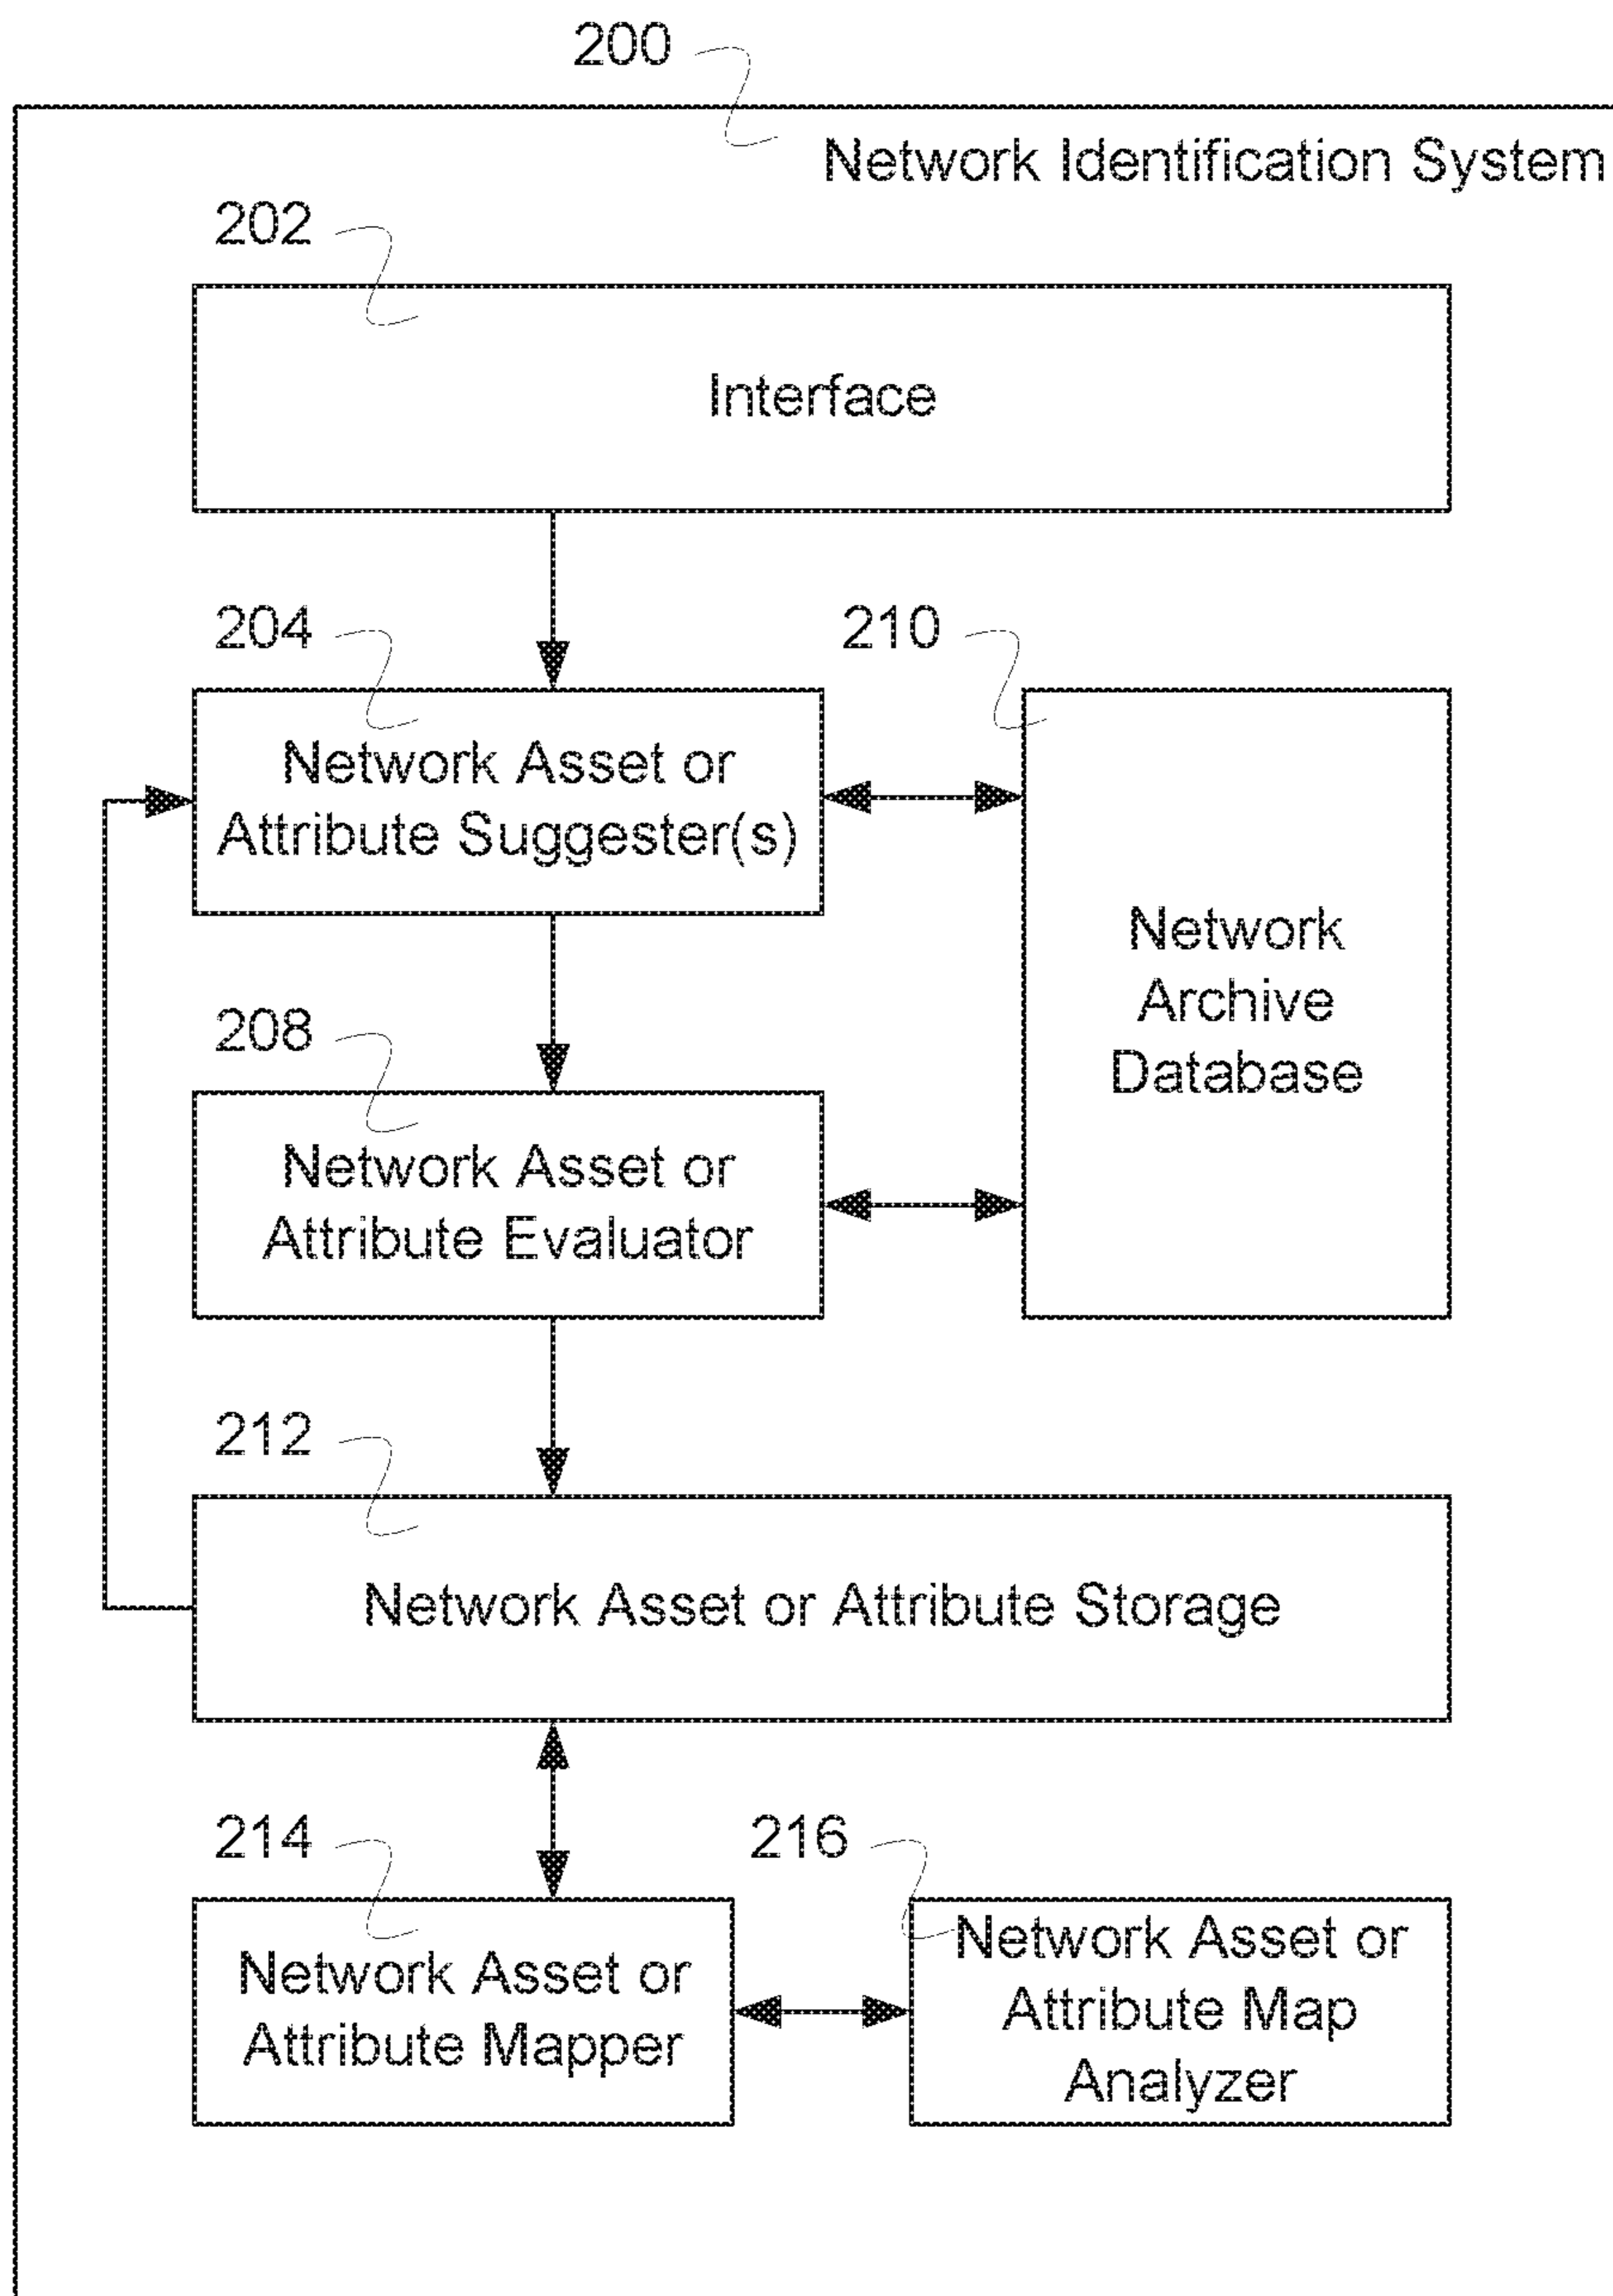 200
Network Identification System
202
Interface
204
210
Network Asset or
Attribute Suggester(s)
Network
Archive
Database
208
Network Asset or
Attribute Evaluator
212
Network Asset or Attribute Storage
214
216
Network Asset or
Attribute Mapper
Network Asset or
Attribute Map
Analyzer